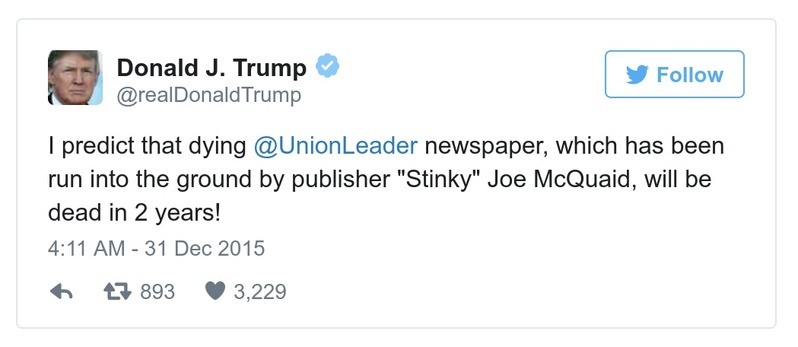 Donald J. Trump
@realDonaldTrump
Follow
I predict that dying @UnionLeader newspaper, which has been
run into the ground by publisher "Stinky" Joe McQuaid, will be
dead in 2 years!
4:11 AM - 31 Dec 2015
893 3,229